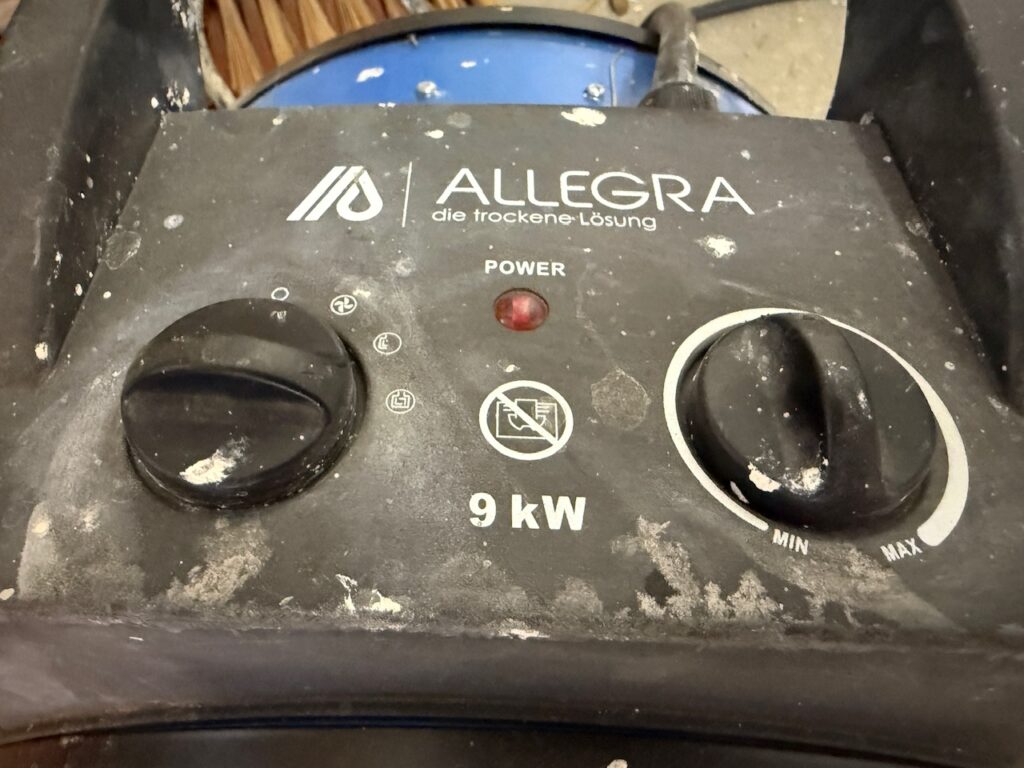 ALLEGRA
die trockene Lösung
POWER
9 kW
MIN
MAX